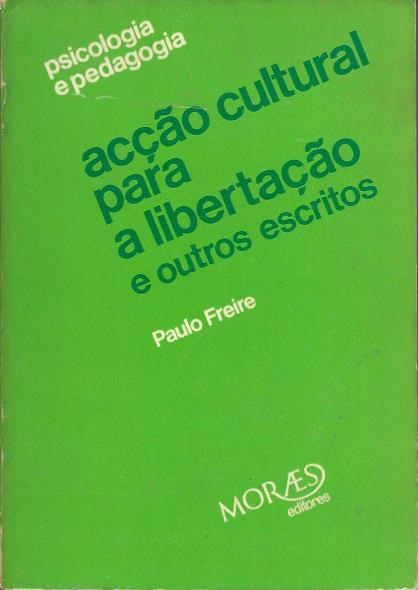 psicologia
e pedagogia
acção cultural
para
a libertação
e outros escritos
Paulo Freire
MORÆS
editores